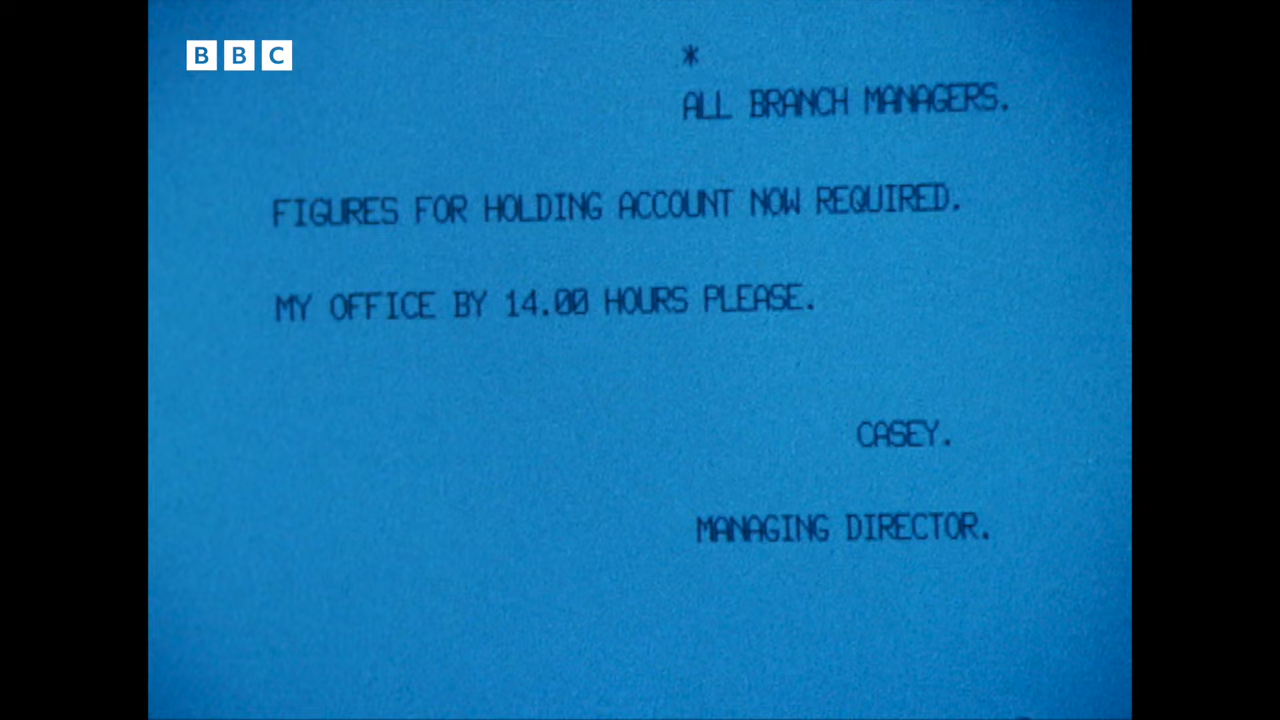 BBC
*
ALL BRANCH MANAGERS.
FIGURES FOR HOLDING ACCOUNT NOW REQUIRED.
MY OFFICE BY 14.00 HOURS PLEASE.
CASEY.
MANAGING DIRECTOR.